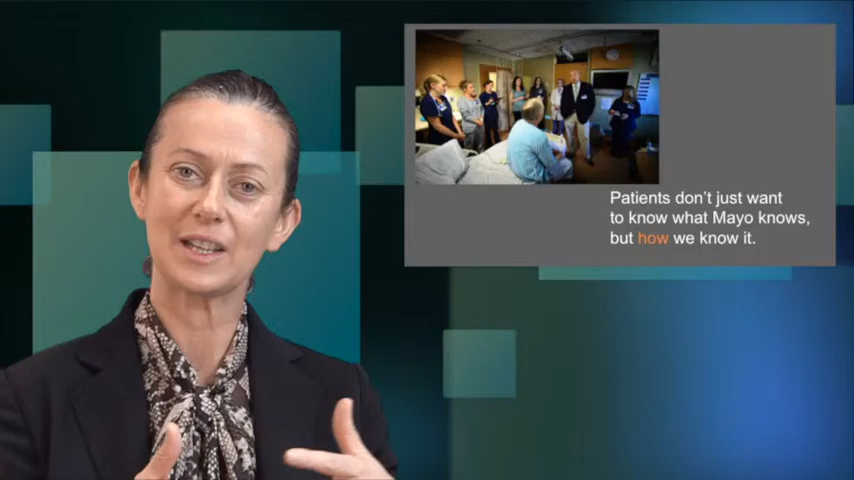 Patients don't just want
to know what Mayo knows,
but how we know it.